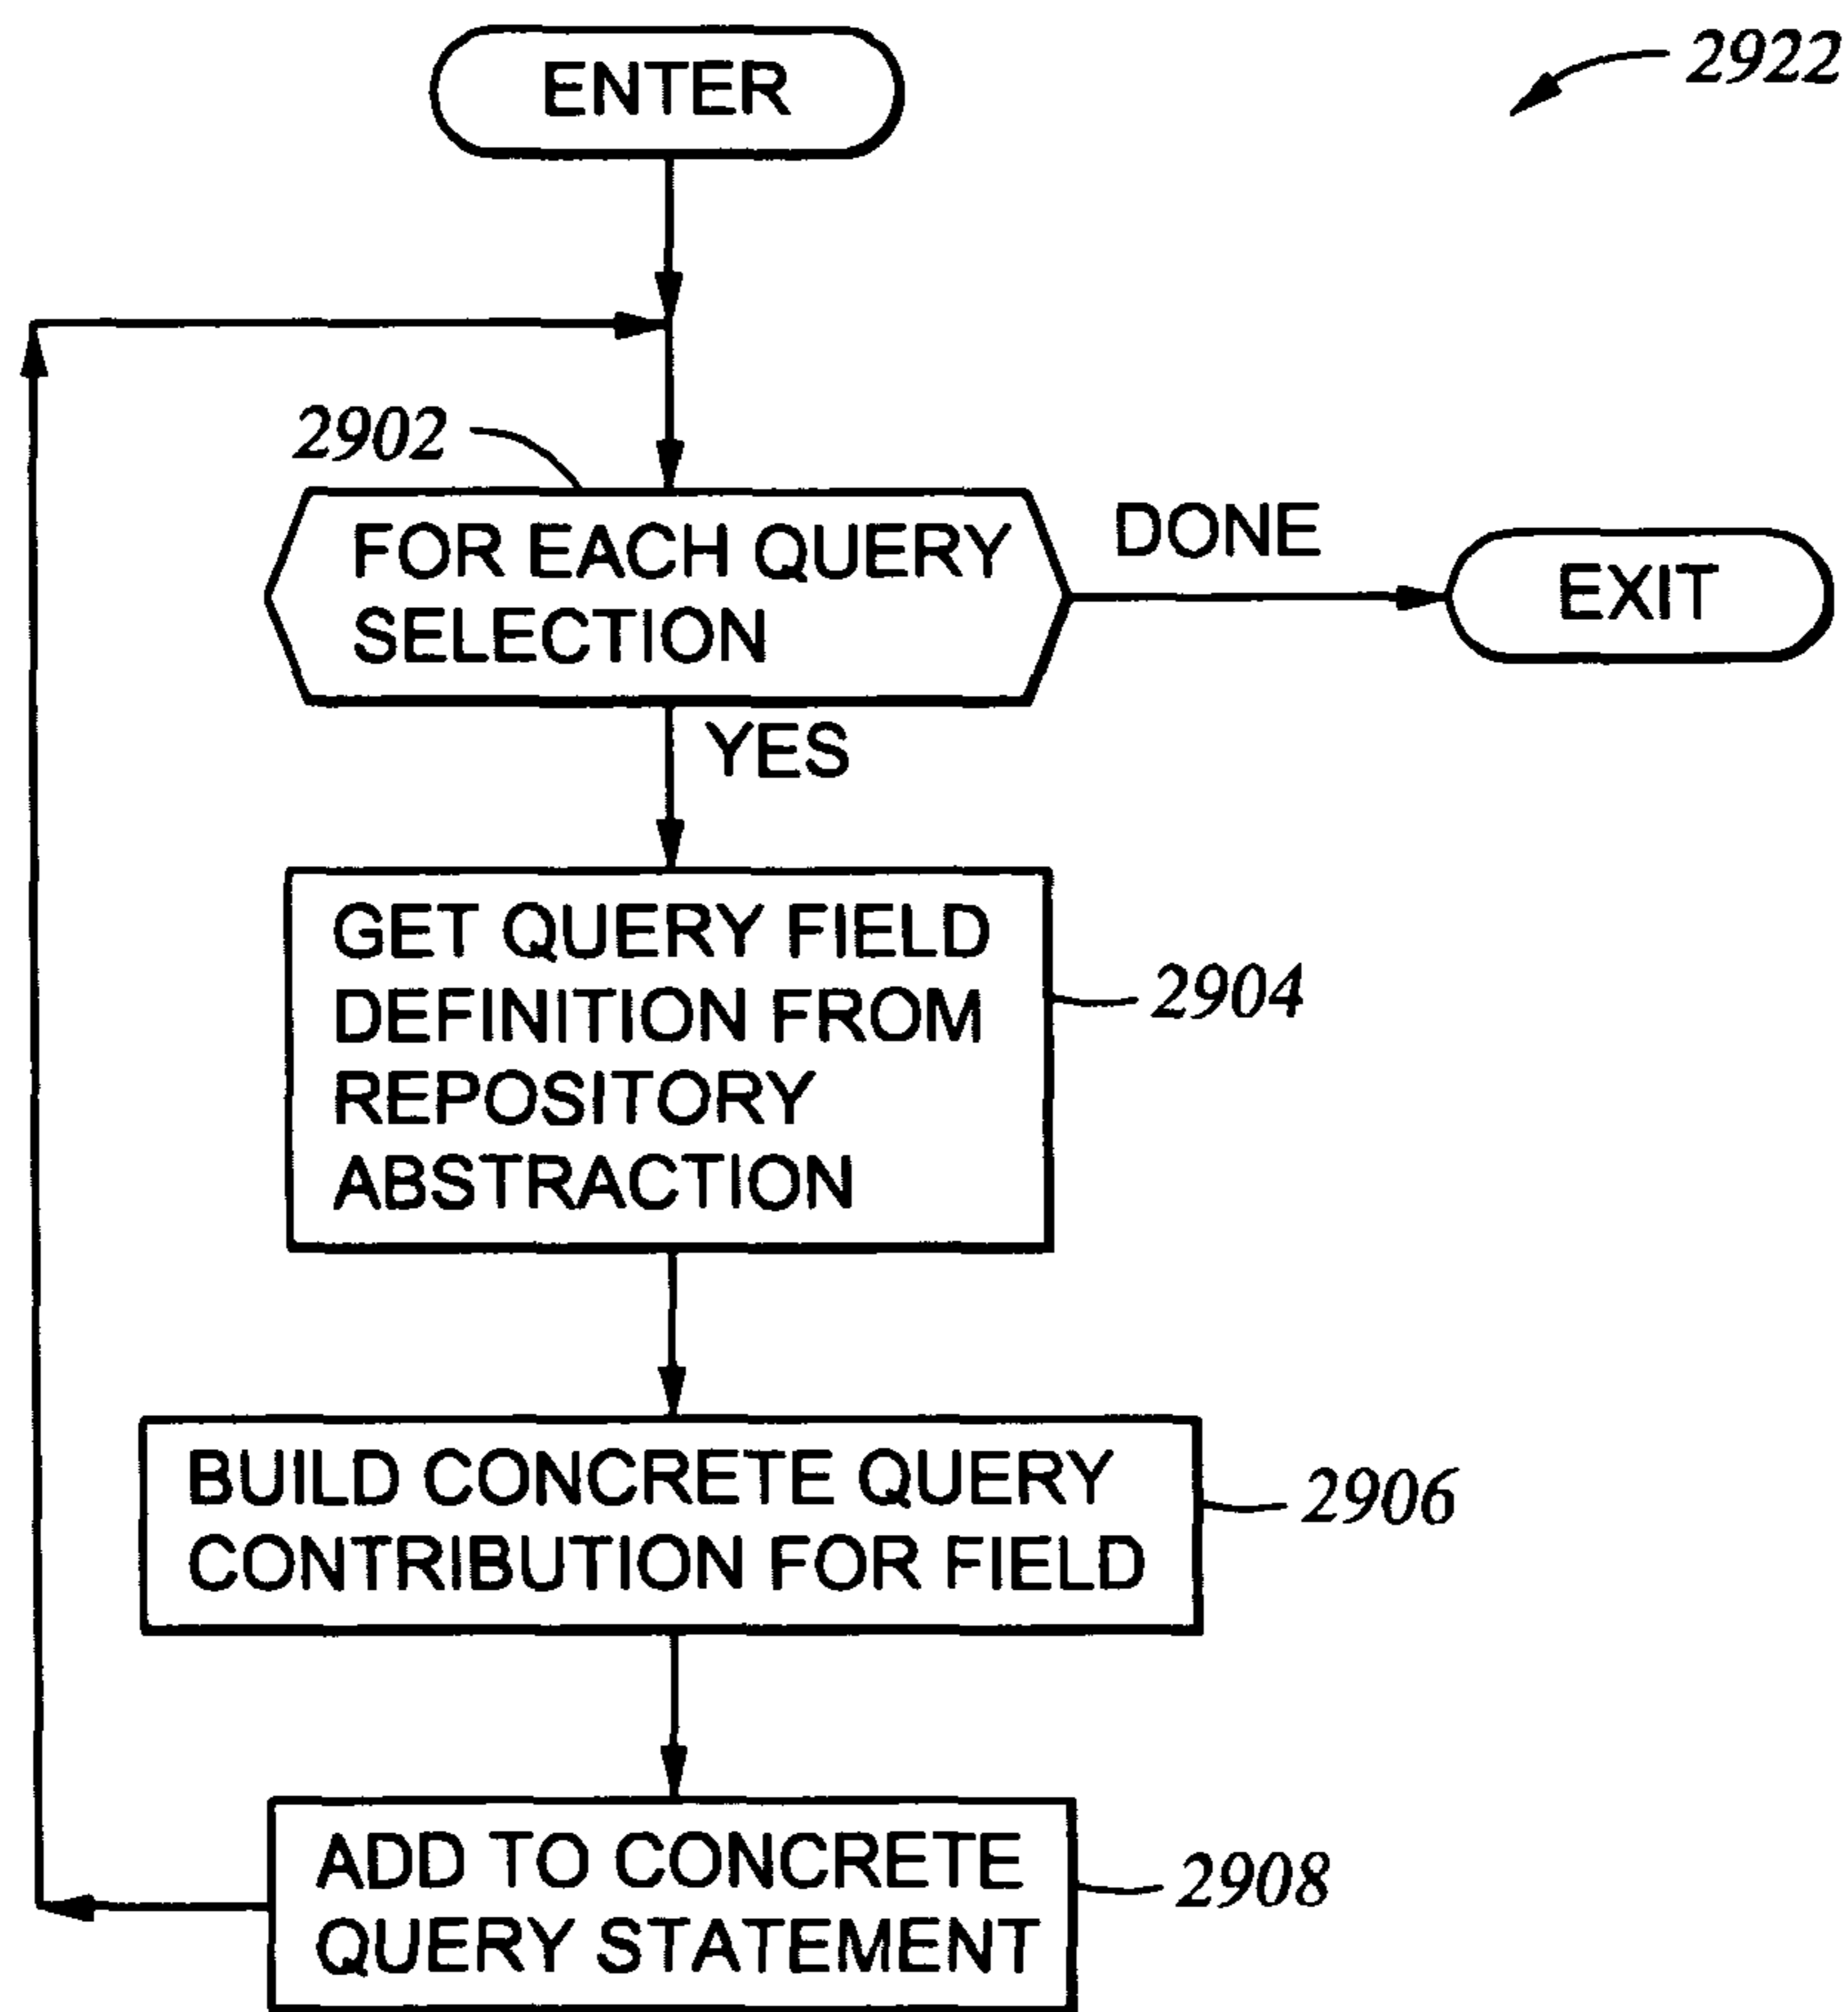 ENTER
2922
2902
FOR EACH QUERY
SELECTION
DONE
EXIT
YES
GET QUERY FIELD
DEFINITION FROM
REPOSITORY
ABSTRACTION
2904
BUILD CONCRETE QUERY
CONTRIBUTION FOR FIELD
2906
ADD TO CONCRETE
QUERY STATEMENT
2908